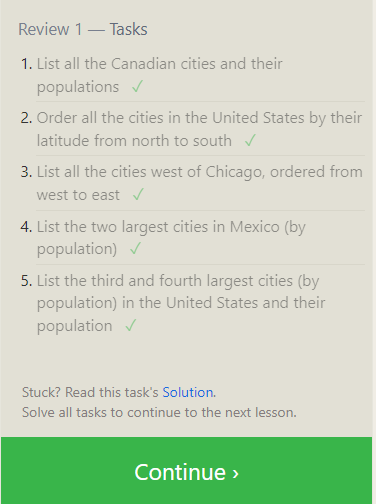 Review 1 — Tasks
1. List all the Canadian cities and their
populations ✓
2. Order all the cities in the United States by their
latitude from north to south ✓
3. List all the cities west of Chicago, ordered from
west to east ✓
4. List the two largest cities in Mexico (by
population) ✓
5. List the third and fourth largest cities (by
population) in the United States and their
population ✓
Stuck? Read this task's Solution.
Solve all tasks to continue to the next lesson.
Continue ›